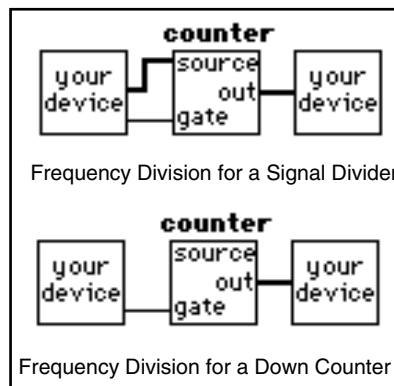 counter
your device
source
out
gate
your device
Frequency Division for a Signal Divider
counter
your device
source
out
gate
your device
Frequency Division for a Down Counter